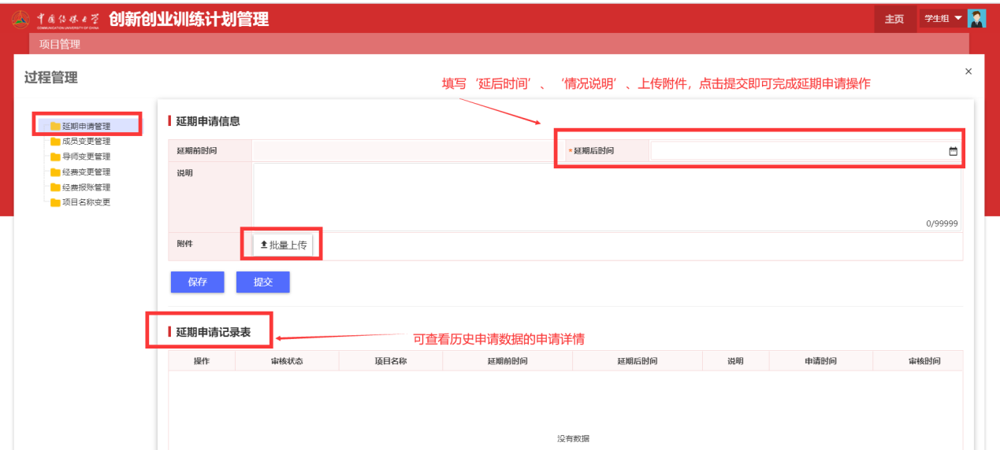 中国传媒大学 创新创业训练计划管理 主页 学生组
COMMUNICATION UNIVERSITY OF CHINA
项目管理
过程管理 ×
填写‘延后时间’、‘情况说明’、上传附件，点击提交即可完成延期申请操作
延期申请管理
成员变更管理
导师变更管理
经费变更管理
经费报账管理
项目名称变更
延期申请信息
延期前时间 *延期后时间
说明
0/99999
附件 批量上传
保存 提交
延期申请记录表
可查看历史申请数据的申请详情
操作 审核状态 项目名称 延期前时间 延期后时间 说明 申请时间 审核时间
没有数据